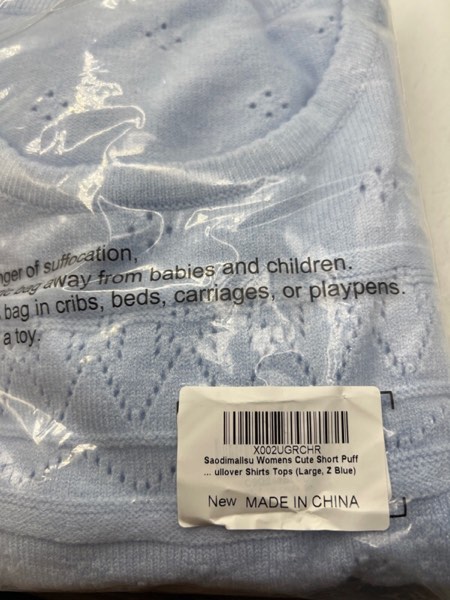 nger of suffocation,
bag away from babies and children.
bag in cribs, beds, carriages, or playpens.
a toy.
X002UGRCHR
Saodimallsu Womens Cute Short Puff
... ullover Shirts Tops (Large, Z Blue)
New MADE IN CHINA